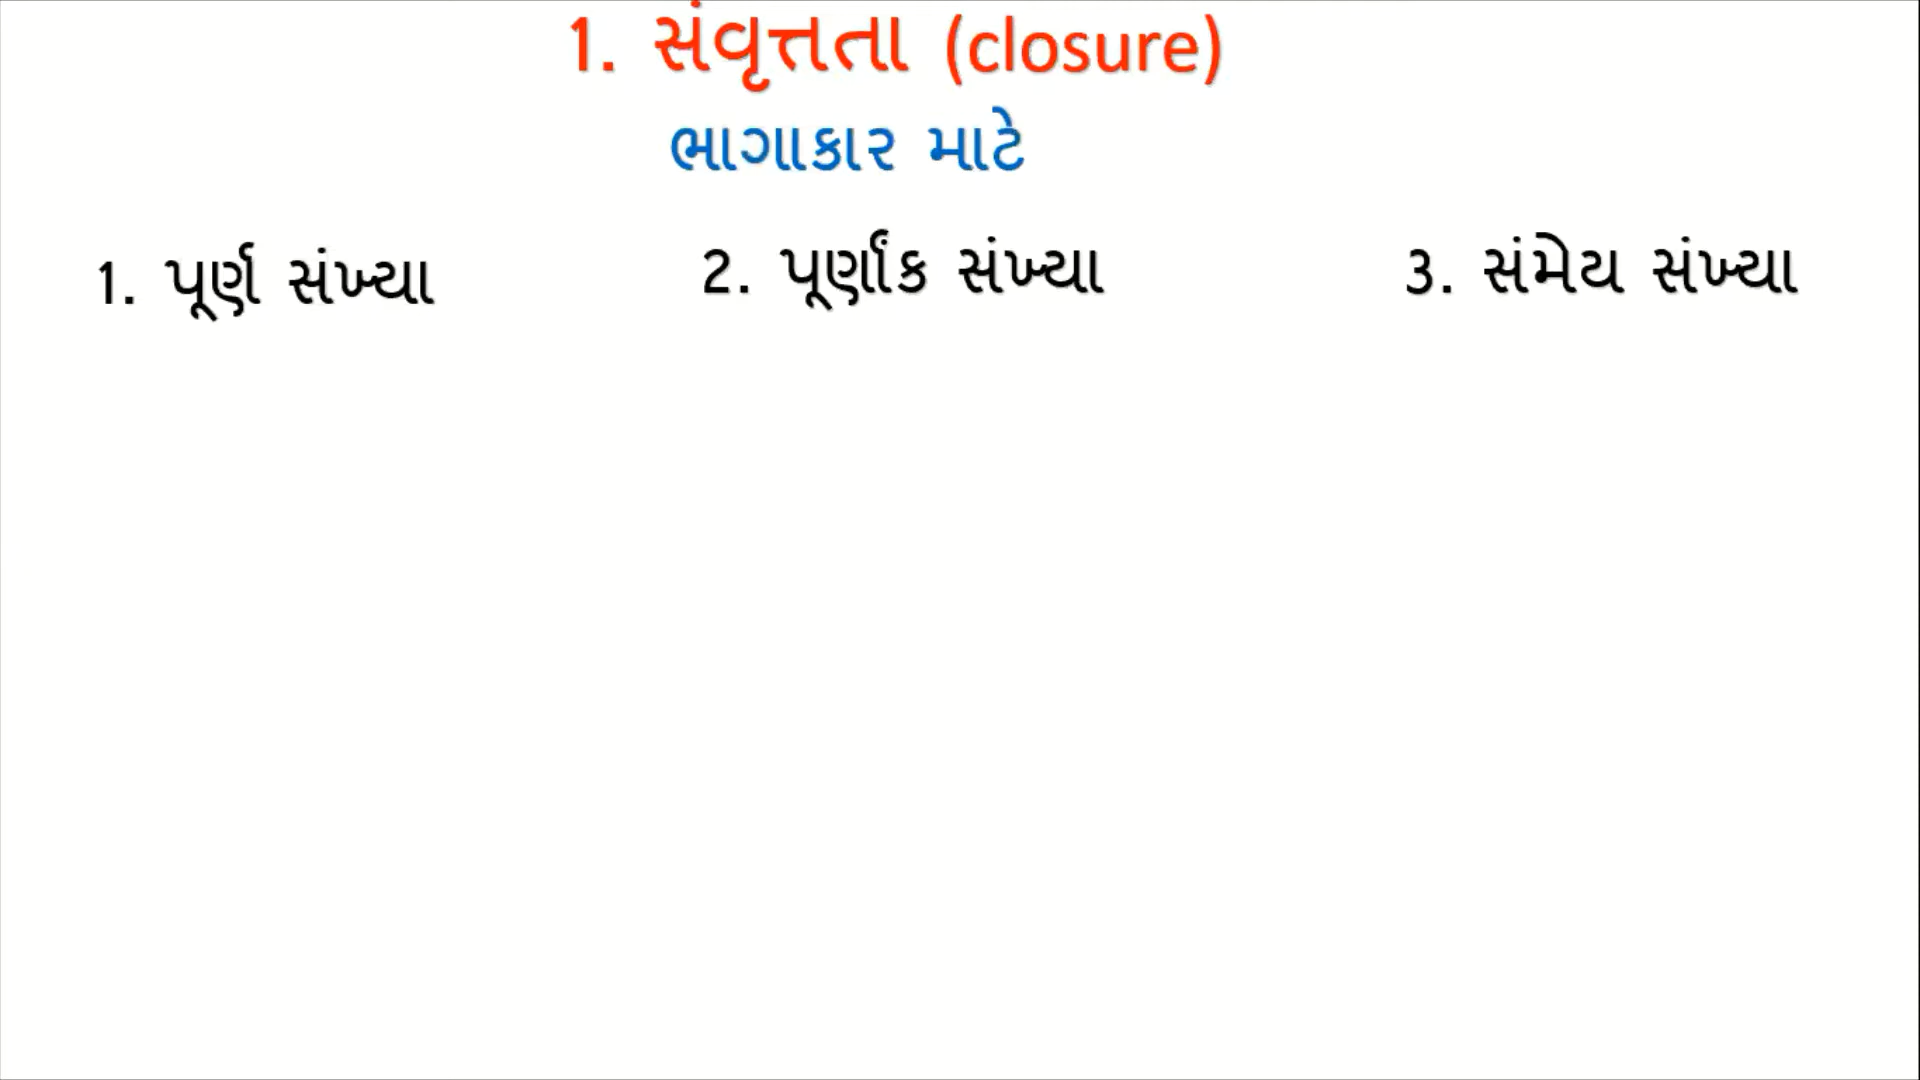 1. સંવૃત્તતા (closure)
ભાગાકાર માટે
1. પૂર્ણ સંખ્યા
2. પૂર્ણાંક સંખ્યા
3. સંમેય સંખ્યા